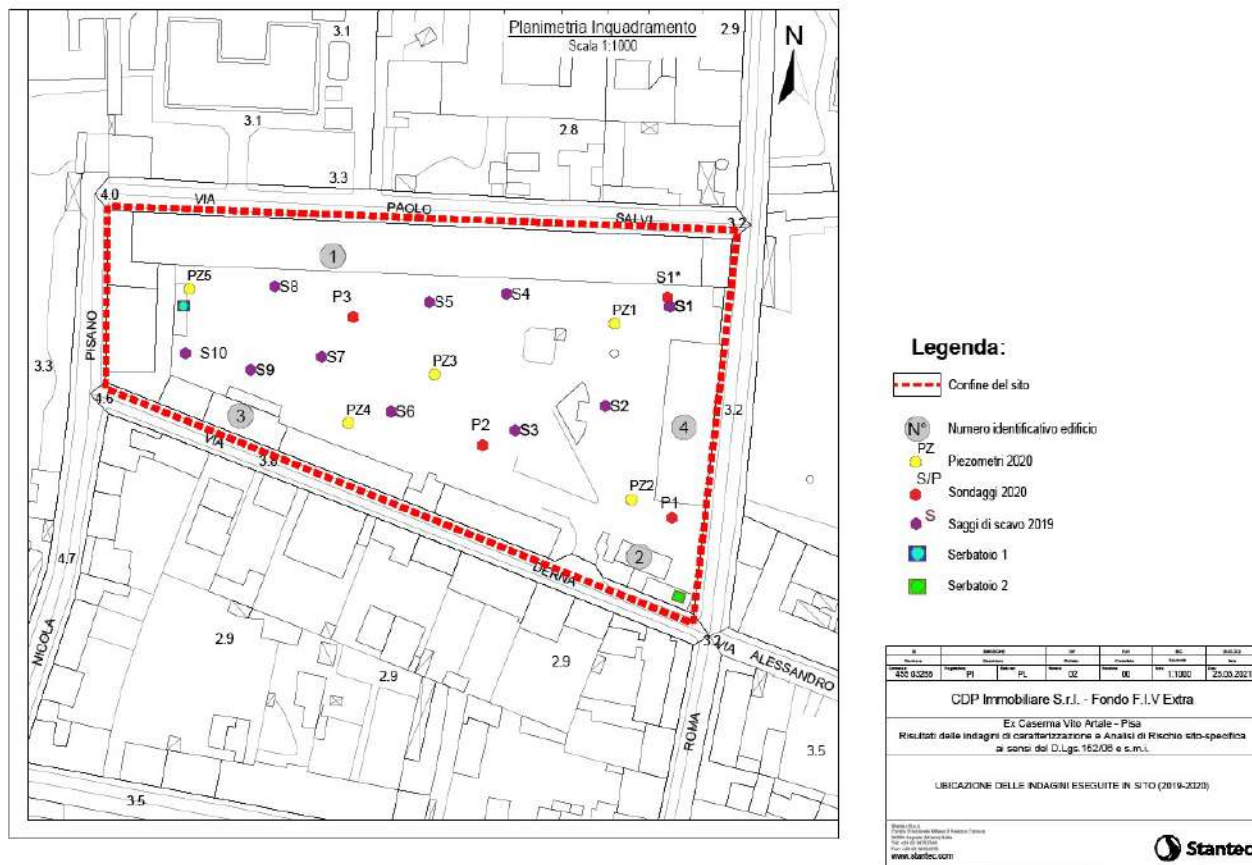 Planimetria Inquadramento
Scala 1:1000
N
3.1
2.9
3.1
2.8
3.3
4.0
VIA
PAOLO
SALVI
3.2
1
PZ5
S8
P3
S5
S4
S1*
S1
PZ1
PISANO
S10
S9
S7
PZ3
3.3
4.6
3
PZ4
S6
P2
S3
S2
4
3.2
VIA
3.8
PZ2
P1
2
4.7
DERNA
3.2
VIA
ALESSANDRO
NICOLA
2.9
2.9
2.9
ROMA
3.5
3.5
Legenda:
Confine del sito
N° Numero identificativo edificio
PZ Piezometri 2020
S/P Sondaggi 2020
S Saggi di scavo 2019
Serbatoio 1
Serbatoio 2
PI PL 02 00 1:1000
CDP Immobiliare S.r.l. - Fondo F.I.V Extra
Ex Caserma Vito Artale - Pisa
Risultati delle indagini di caratterizzazione e Analisi di Rischio sito-specifica
ai sensi del D.Lgs.152/06 e s.m.i.
UBICAZIONE DELLE INDAGINI ESEGUITE IN SITO (2019-2020)
www.stantec.com
Stantec